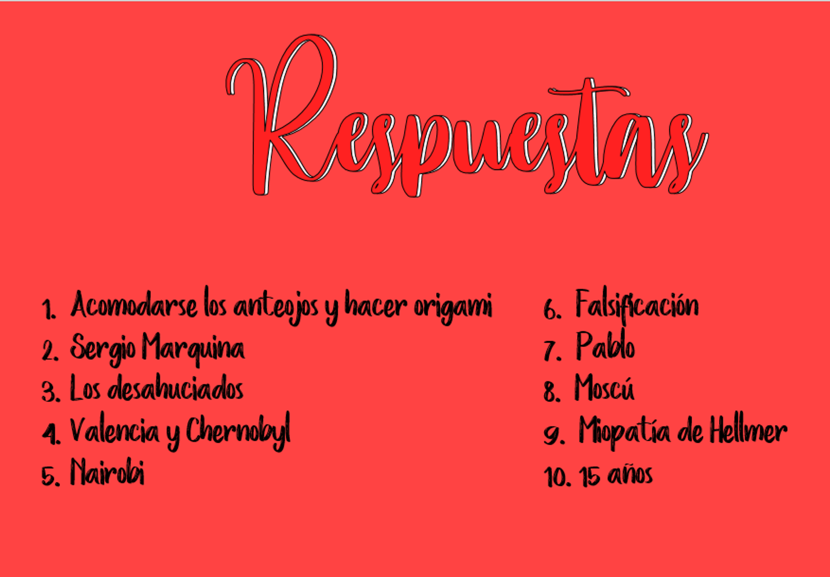 Respuestas
1. Acomodarse los anteojos y hacer origami
2. Sergio Marquina
3. Los desahuciados
4. Valencia y Chernobyl
5. Nairobi
6. Falsificación
7. Pablo
8. Moscú
9. Miopatía de Hellmer
10. 15 años